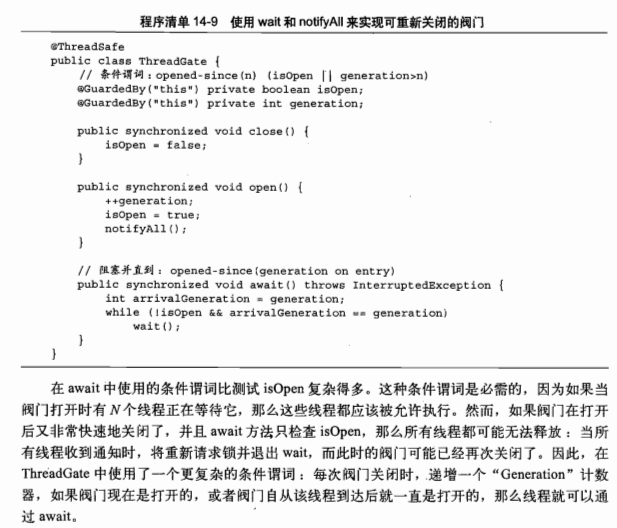 程序清单 14-9 使用 wait 和 notifyAll 来实现可重新关闭的阀门
@ThreadSafe
public class ThreadGate {
// 条件谓词：opened-since(n) (isOpen || generation>n)
@GuardedBy("this") private boolean isOpen;
@GuardedBy("this") private int generation;
public synchronized void close() {
isOpen = false;
}
public synchronized void open() {
++generation;
isOpen = true;
notifyAll();
}
// 阻塞并直到：opened-since(generation on entry)
public synchronized void await() throws InterruptedException {
int arrivalGeneration = generation;
while (!isOpen && arrivalGeneration == generation)
wait();
}
}
在 await 中使用的条件谓词比测试 isOpen 复杂得多。这种条件谓词是必需的，因为如果当
阀门打开时有 N 个线程正在等待它，那么这些线程都应该被允许执行。然而，如果阀门在打开
后又非常快速地关闭了，并且 await 方法只检查 isOpen，那么所有线程都可能无法释放：当所
有线程收到通知时，将重新请求锁并退出 wait，而此时的阀门可能已经再次关闭了。因此，在
ThreadGate 中使用了一个更复杂的条件谓词：每次阀门关闭时，递增一个“Generation”计数
器，如果阀门现在是打开的，或者阀门自从该线程到达后就一直是打开的，那么线程就可以通
过 await。